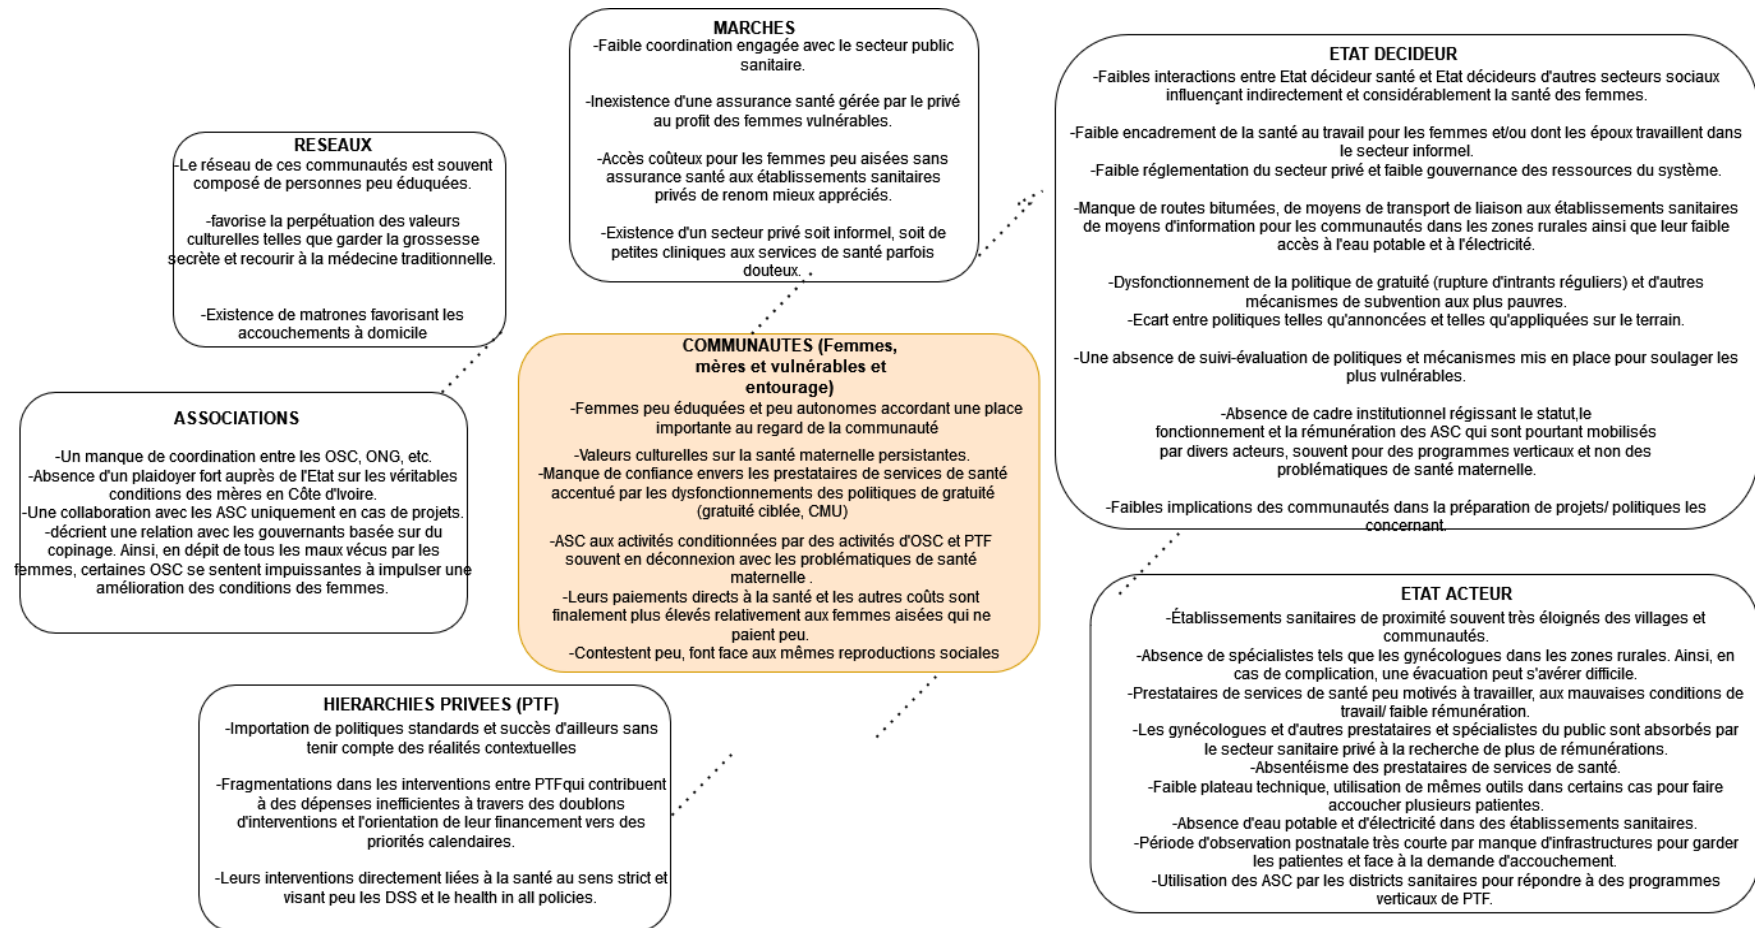 MARCHES
-Faible coordination engagée avec le secteur public
sanitaire.
-Inexistence d'une assurance santé gérée par le privé
au profit des femmes vulnérables.
-Accès coûteux pour les femmes peu aisées sans
assurance santé aux établissements sanitaires
privés de renom mieux appréciés.
-Existence d'un secteur privé soit informel, soit de
petites cliniques aux services de santé parfois
douteux.
ETAT DECIDEUR
-Faibles interactions entre Etat décideur santé et Etat décideurs d'autres secteurs sociaux
influençant indirectement et considérablement la santé des femmes.
-Faible encadrement de la santé au travail pour les femmes et/ou dont les époux travaillent dans
le secteur informel.
-Faible réglementation du secteur privé et faible gouvernance des ressources du système.
-Manque de routes bitumées, de moyens de transport de liaison aux établissements sanitaires
de moyens d'information pour les communautés dans les zones rurales ainsi que leur faible
accès à l'eau potable et à l'électricité.
-Dysfonctionnement de la politique de gratuité (rupture d'intrants réguliers) et d'autres
mécanismes de subvention aux plus pauvres.
-Ecart entre politiques telles qu'annoncées et telles qu'appliquées sur le terrain.
-Une absence de suivi-évaluation de politiques et mécanismes mis en place pour soulager les
plus vulnérables.
-Absence de cadre institutionnel régissant le statut,le
fonctionnement et la rémunération des ASC qui sont pourtant mobilisés
par divers acteurs, souvent pour des programmes verticaux et non des
problématiques de santé maternelle.
-Faibles implications des communautés dans la préparation de projets/ politiques les
concernant.
RESEAUX
-Le réseau de ces communautés est souvent
composé de personnes peu éduquées.
-favorise la perpétuation des valeurs
culturelles telles que garder la grossesse
secrète et recourir à la médecine traditionnelle.
-Existence de matrones favorisant les
accouchements à domicile
COMMUNAUTES (Femmes,
mères et vulnérables et
entourage)
-Femmes peu éduquées et peu autonomes accordant une place
importante au regard de la communauté
-Valeurs culturelles sur la santé maternelle persistantes.
-Manque de confiance envers les prestataires de services de santé
accentué par les dysfonctionnements des politiques de gratuité
(gratuité ciblée, CMU)
-ASC aux activités conditionnées par des activités d'OSC et PTF
souvent en déconnexion avec les problématiques de santé
maternelle .
-Leurs paiements directs à la santé et les autres coûts sont
finalement plus élevés relativement aux femmes aisées qui ne
paient peu.
-Contestent peu, font face aux mêmes reproductions sociales
ASSOCIATIONS
-Un manque de coordination entre les OSC, ONG, etc.
-Absence d'un plaidoyer fort auprès de l'Etat sur les véritables
conditions des mères en Côte d'Ivoire.
-Une collaboration avec les ASC uniquement en cas de projets.
-décrient une relation avec les gouvernants basée sur du
copinage. Ainsi, en dépit de tous les maux vécus par les
femmes, certaines OSC se sentent impuissantes à impulser une
amélioration des conditions des femmes.
ETAT ACTEUR
-Établissements sanitaires de proximité souvent très éloignés des villages et
communautés.
-Absence de spécialistes tels que les gynécologues dans les zones rurales. Ainsi, en
cas de complication, une évacuation peut s'avérer difficile.
-Prestataires de services de santé peu motivés à travailler, aux mauvaises conditions de
travail/ faible rémunération.
-Les gynécologues et d'autres prestataires et spécialistes du public sont absorbés par
le secteur sanitaire privé à la recherche de plus de rémunérations.
-Absentéisme des prestataires de services de santé.
-Faible plateau technique, utilisation de mêmes outils dans certains cas pour faire
accoucher plusieurs patientes.
-Absence d'eau potable et d'électricité dans des établissements sanitaires.
-Période d'observation postnatale très courte par manque d'infrastructures pour garder
les patientes et face à la demande d'accouchement.
-Utilisation des ASC par les districts sanitaires pour répondre à des programmes
verticaux de PTF.
HIERARCHIES PRIVEES (PTF)
-Importation de politiques standards et succès d'ailleurs sans
tenir compte des réalités contextuelles
-Fragmentations dans les interventions entre PTFqui contribuent
à des dépenses inefficientes à travers des doublons
d'interventions et l'orientation de leur financement vers des
priorités calendaires.
-Leurs interventions directement liées à la santé au sens strict et
visant peu les DSS et le health in all policies.